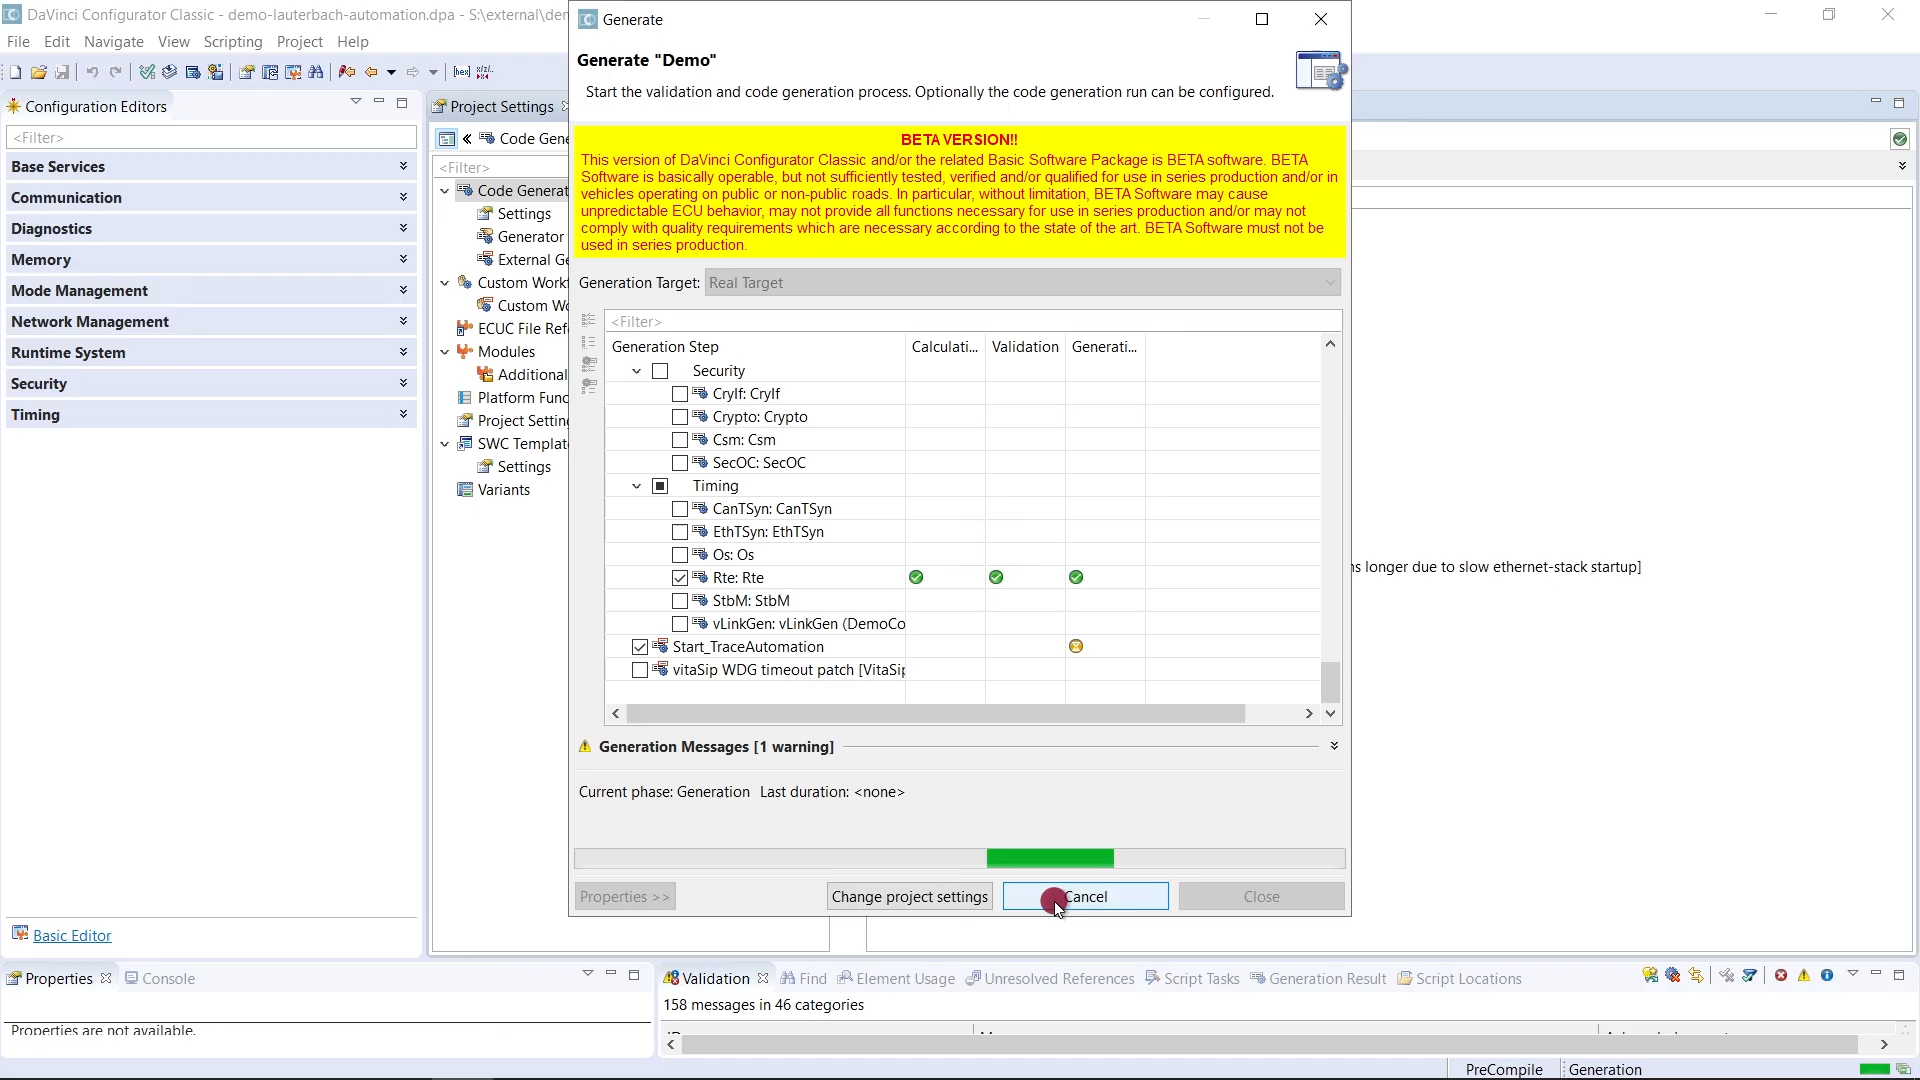 DaVinci Configurator Classic - demo-lauterbach-automation.dpa - S:\external\der
File Edit Navigate View Scripting Project Help
Configuration Editors
<Filter>
Base Services
Communication
Diagnostics
Memory
Mode Management
Network Management
Runtime System
Security
Timing
Basic Editor
Project Settings
Code Gene
<Filter>
Code Generat
Settings
Generator
External Ge
Custom Workf
Custom Wo
ECUC File Refe
Modules
Additional
Platform Func
Project Setting
SWC Templat
Settings
Variants
Generate
Generate "Demo"
Start the validation and code generation process. Optionally the code generation run can be configured.
BETA VERSION!!
This version of DaVinci Configurator Classic and/or the related Basic Software Package is BETA software. BETA
Software is basically operable, but not sufficiently tested, verified and/or qualified for use in series production and/or in
vehicles operating on public or non-public roads. In particular, without limitation, BETA Software may cause
unpredictable ECU behavior, may not provide all functions necessary for use in series production and/or may not
comply with quality requirements which are necessary according to the state of the art. BETA Software must not be
used in series production.
Generation Target: Real Target
<Filter>
Generation Step Calculati... Validation Generati...
Security
CryIf: CryIf
Crypto: Crypto
Csm: Csm
SecOC: SecOC
Timing
CanTSyn: CanTSyn
EthTSyn: EthTSyn
Os: Os
Rte: Rte
StbM: StbM
vLinkGen: vLinkGen (DemoCo
Start_TraceAutomation
vitaSip WDG timeout patch [VitaSip
Generation Messages [1 warning]
Current phase: Generation Last duration: <none>
Properties >> Change project settings Cancel Close
ns longer due to slow ethernet-stack startup]
Properties Console
Properties are not available.
Validation Find Element Usage Unresolved References Script Tasks Generation Result Script Locations
158 messages in 46 categories
PreCompile Generation